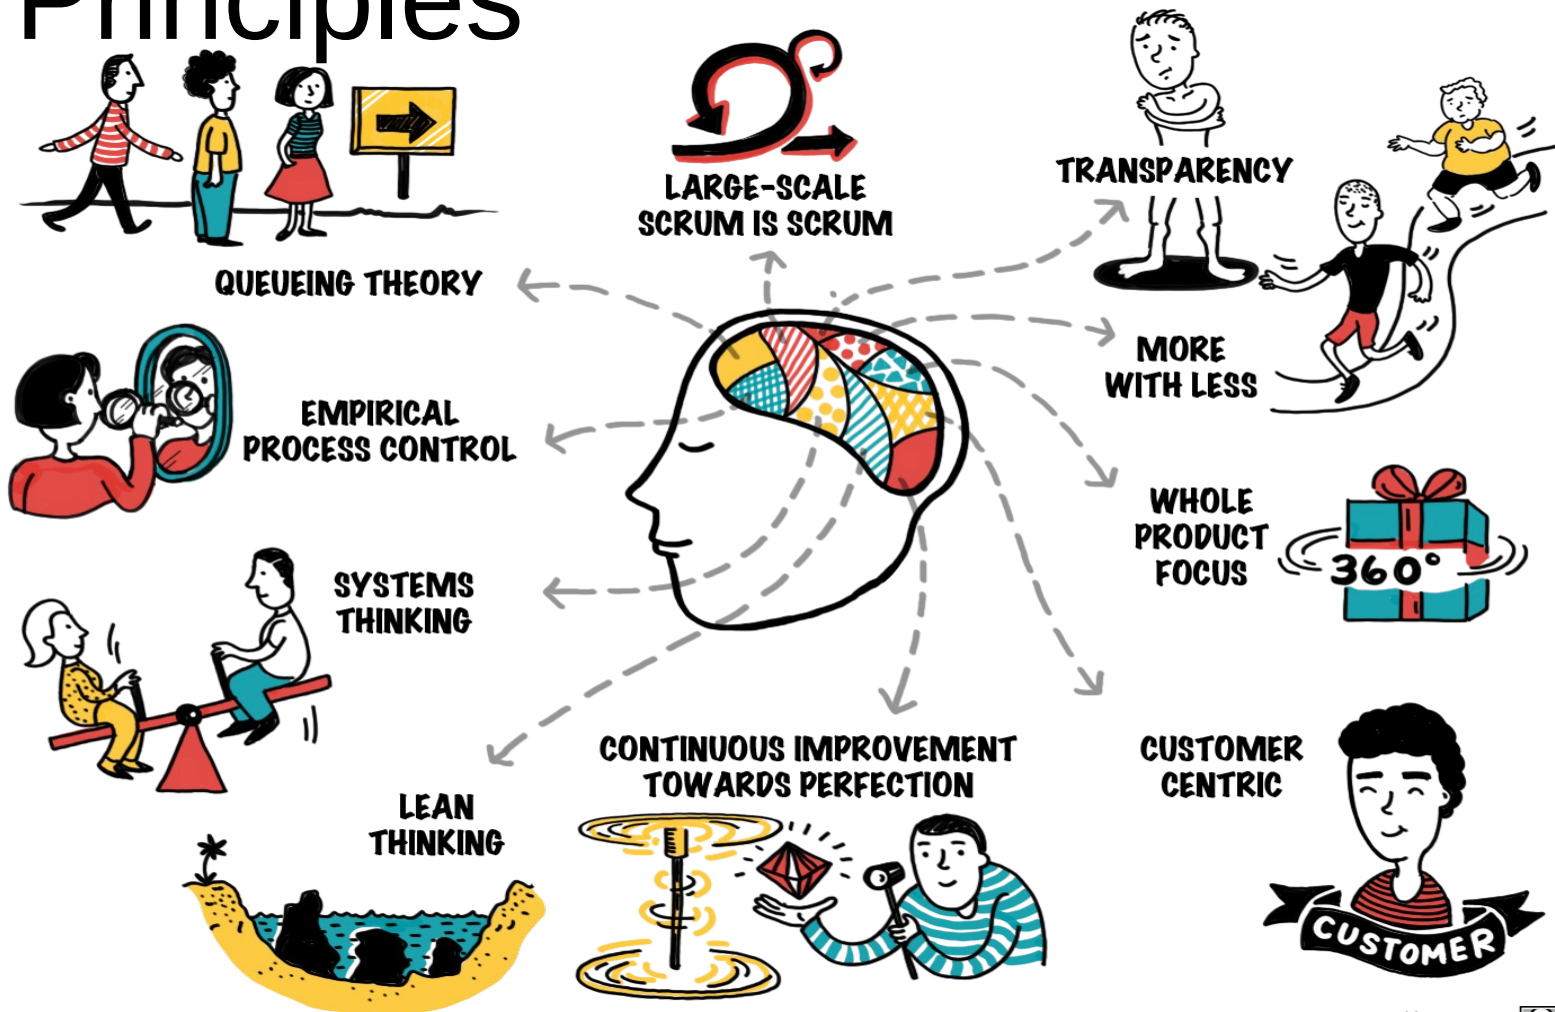 Principles
LARGE-SCALE
SCRUM IS SCRUM
TRANSPARENCY
QUEUEING THEORY
MORE
WITH LESS
EMPIRICAL
PROCESS CONTROL
WHOLE
PRODUCT
FOCUS
360°
SYSTEMS
THINKING
CONTINUOUS IMPROVEMENT
TOWARDS PERFECTION
CUSTOMER
CENTRIC
LEAN
THINKING
CUSTOMER